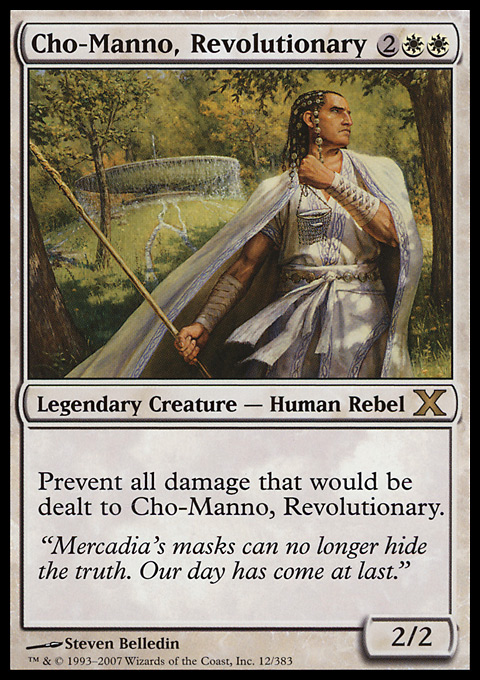 Cho-Manno, Revolutionary 2
Legendary Creature — Human Rebel X
Prevent all damage that would be
dealt to Cho-Manno, Revolutionary.
“Mercadia’s masks can no longer hide
the truth. Our day has come at last.”
Steven Belledin
2/2
™ & © 1993–2007 Wizards of the Coast, Inc. 12/383